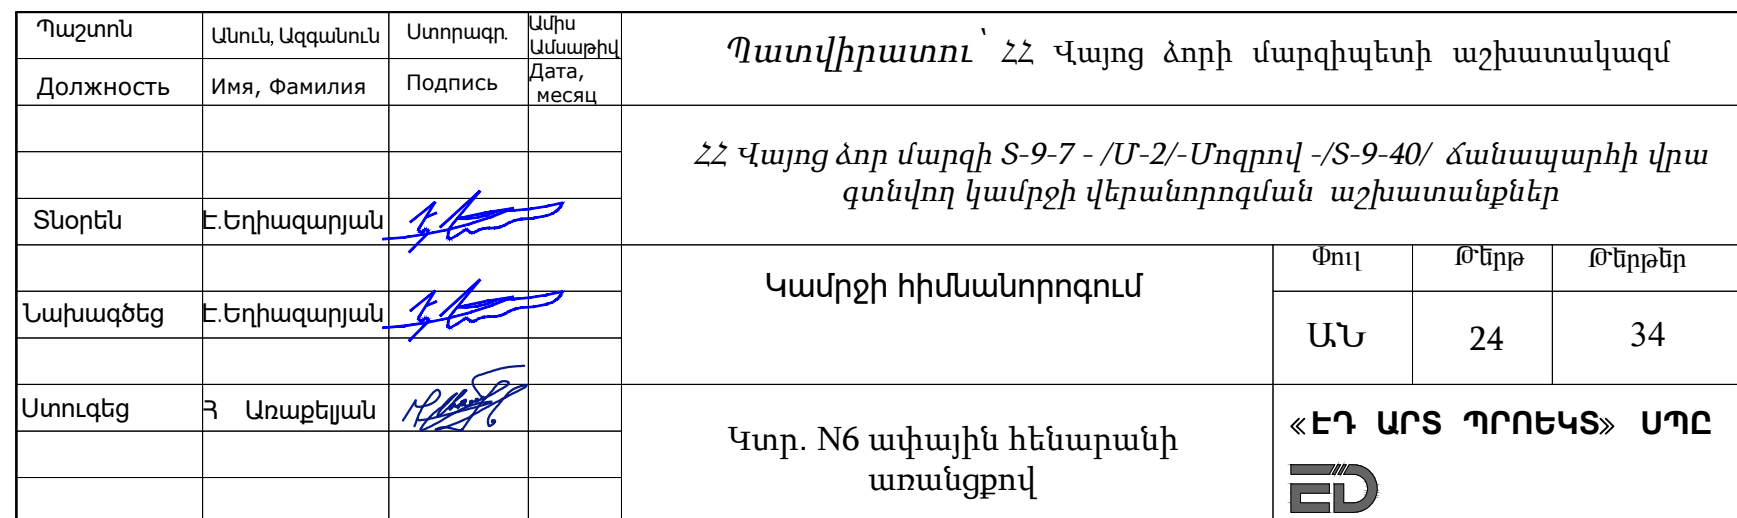 Պաշտոն
Անուն, Ազգանուն
Ստորագր.
Ամիս
Ամսաթիվ
Должность
Имя, Фамилия
Подпись
Дата,
месяц
Պատվիրատու՝ ՀՀ Վայոց ձորի մարզիպետի աշխատակազմ
ՀՀ Վայոց ձոր մարզի Տ-9-7 - /Մ-2/-Մոզրով -/Տ-9-40/ ճանապարհի վրա
գտնվող կամրջի վերանորոգման աշխատանքներ
Տնօրեն
Է.Եղիազարյան
Նախագծեց
Է.Եղիազարյան
Ստուգեց
Հ Առաքելյան
Կամրջի հիմնանորոգում
Փուլ
Թերթ
Թերթեր
ԱՆ
24
34
Կտր. N6 ափային հենարանի
առանցքով
«ԷԴ ԱՐՏ ՊՐՈԵԿՏ» ՍՊԸ
ED